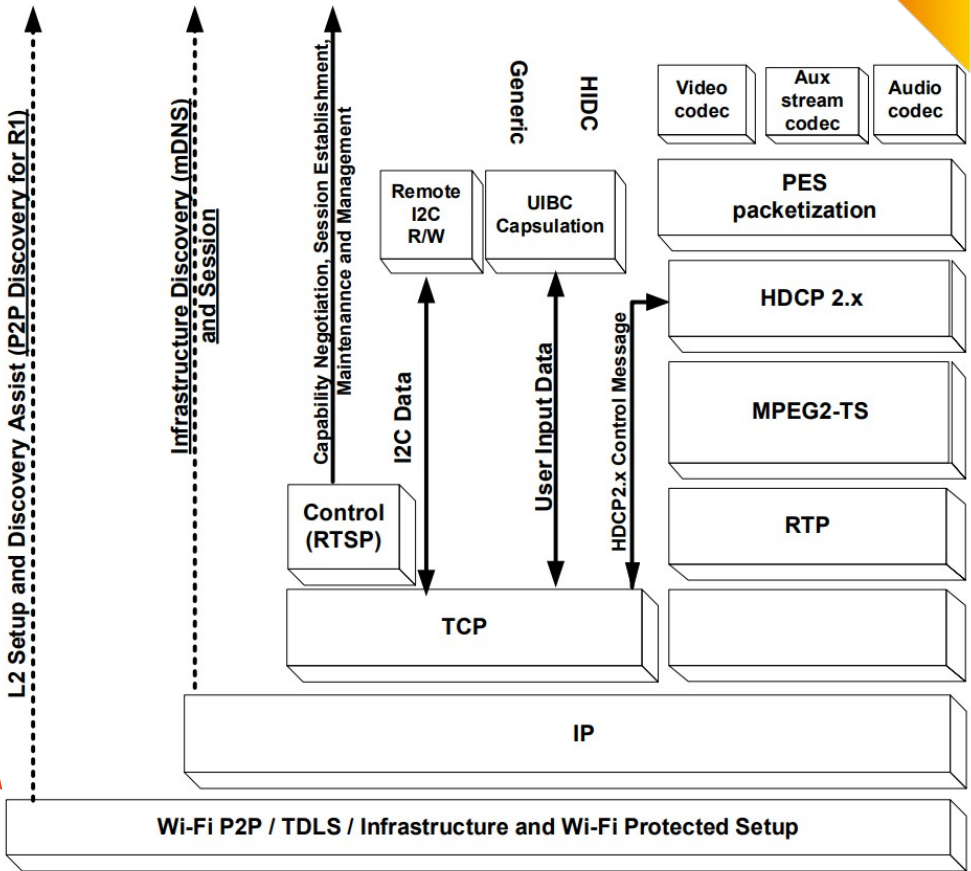 L2 Setup and Discovery Assist (P2P Discovery for R1)
Infrastructure Discovery (mDNS)
and Session
Capability Negotiation, Session Establishment,
Maintenannce and Management
Generic
HIDC
Video
codec
Aux
stream
codec
Audio
codec
Remote
I2C
R/W
UIBC
Capsulation
PES
packetization
HDCP 2.x
I2C Data
User Input Data
HDCP2.x Control Message
MPEG2-TS
Control
(RTSP)
RTP
TCP
IP
Wi-Fi P2P / TDLS / Infrastructure and Wi-Fi Protected Setup